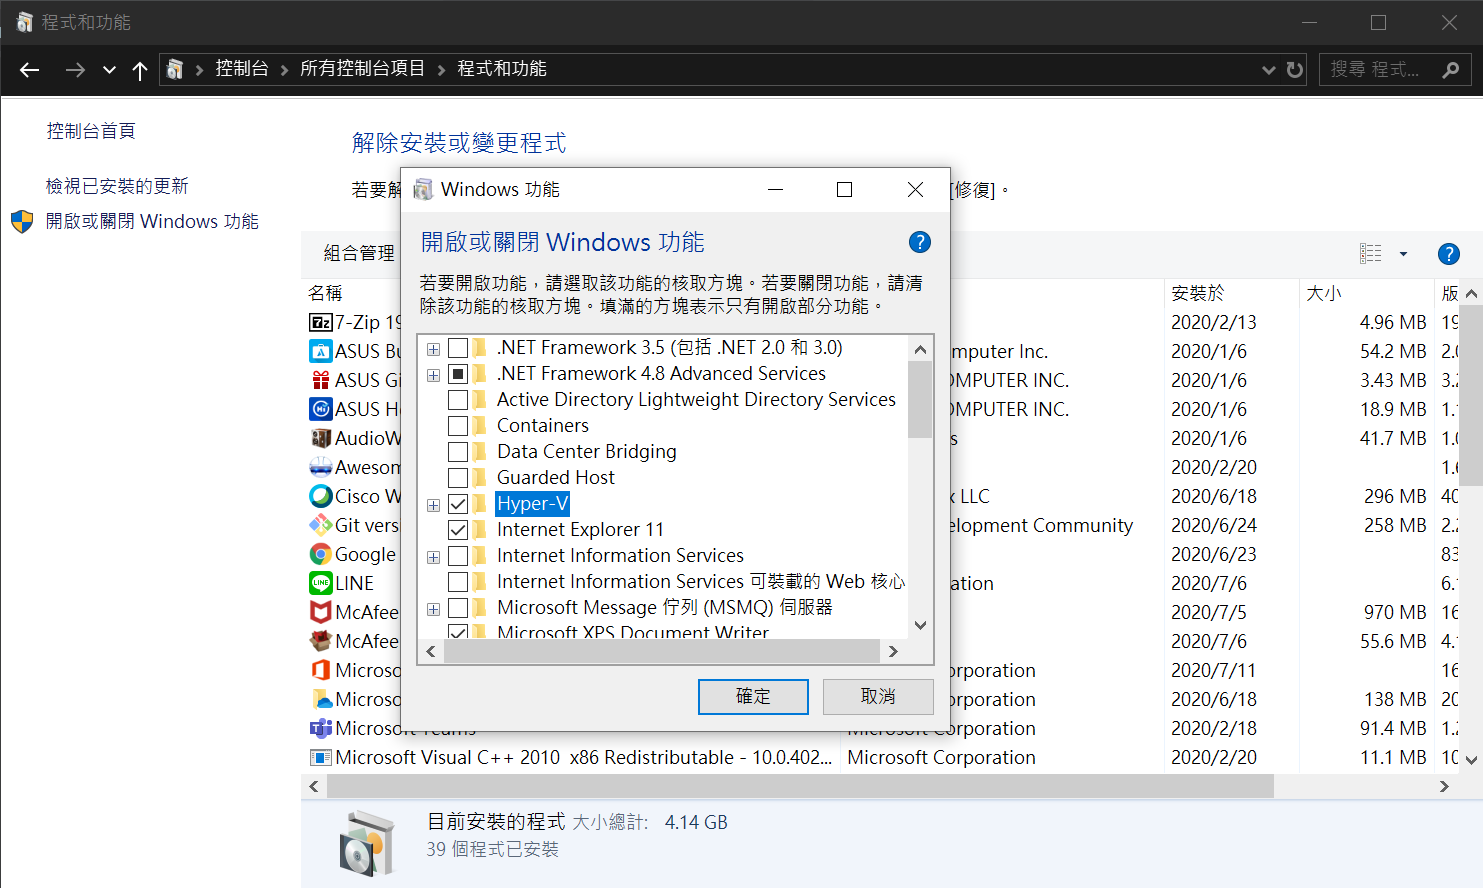 程式和功能
控制台 所有控制台項目 程式和功能
搜尋 程式...
控制台首頁
檢視已安裝的更新
開啟或關閉 Windows 功能
解除安裝或變更程式
若要解
[修復]。
組合管理
Windows 功能
開啟或關閉 Windows 功能
若要開啟功能，請選取該功能的核取方塊。若要關閉功能，請清
除該功能的核取方塊。填滿的方塊表示只有開啟部分功能。
.NET Framework 3.5 (包括 .NET 2.0 和 3.0)
.NET Framework 4.8 Advanced Services
Active Directory Lightweight Directory Services
Containers
Data Center Bridging
Guarded Host
Hyper-V
Internet Explorer 11
Internet Information Services
Internet Information Services 可裝載的 Web 核心
Microsoft Message 佇列 (MSMQ) 伺服器
Microsoft XPS Document Writer
確定
取消
名稱 安裝於 大小 版
7-Zip 19 2020/2/13 4.96 MB 19
ASUS Bu mputer Inc. 2020/1/6 54.2 MB 2.0
ASUS Gi OMPUTER INC. 2020/1/6 3.43 MB 3.2
ASUS H OMPUTER INC. 2020/1/6 18.9 MB 1.1
AudioW s 2020/1/6 41.7 MB 1.0
Awesom 2020/2/20 1.6
Cisco W x LLC 2020/6/18 296 MB 40
Git vers elopment Community 2020/6/24 258 MB 2.2
Google 2020/6/23 83
LINE ation 2020/7/6 6.1
McAfee 2020/7/5 970 MB 16
McAfee 2020/7/6 55.6 MB 4.1
Microso orporation 2020/7/11 16
Microso orporation 2020/6/18 138 MB 20
Microsoft Teams Microsoft Corporation 2020/2/18 91.4 MB 1.2
Microsoft Visual C++ 2010 x86 Redistributable - 10.0.402... Microsoft Corporation 2020/2/20 11.1 MB 10
目前安裝的程式 大小總計: 4.14 GB
39 個程式已安裝